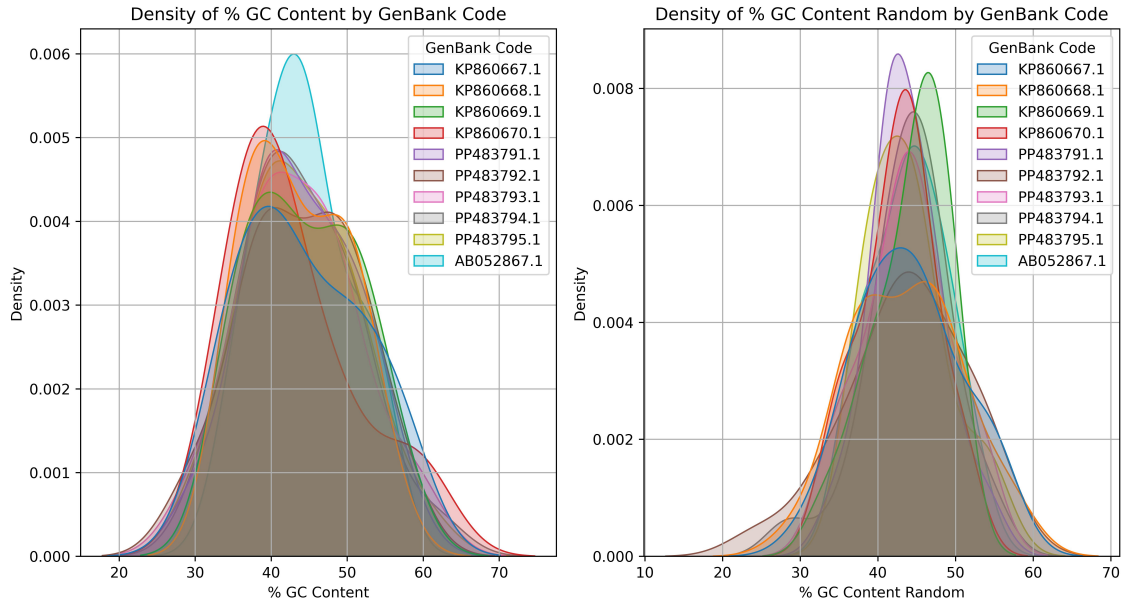 Density of % GC Content by GenBank Code
0.006
0.005
0.004
0.003
0.002
0.001
0.000
Density
20 30 40 50 60 70
% GC Content
GenBank Code
KP860667.1
KP860668.1
KP860669.1
KP860670.1
PP483791.1
PP483792.1
PP483793.1
PP483794.1
PP483795.1
AB052867.1
Density of % GC Content Random by GenBank Code
0.008
0.006
0.004
0.002
0.000
Density
10 20 30 40 50 60 70
% GC Content Random
GenBank Code
KP860667.1
KP860668.1
KP860669.1
KP860670.1
PP483791.1
PP483792.1
PP483793.1
PP483794.1
PP483795.1
AB052867.1